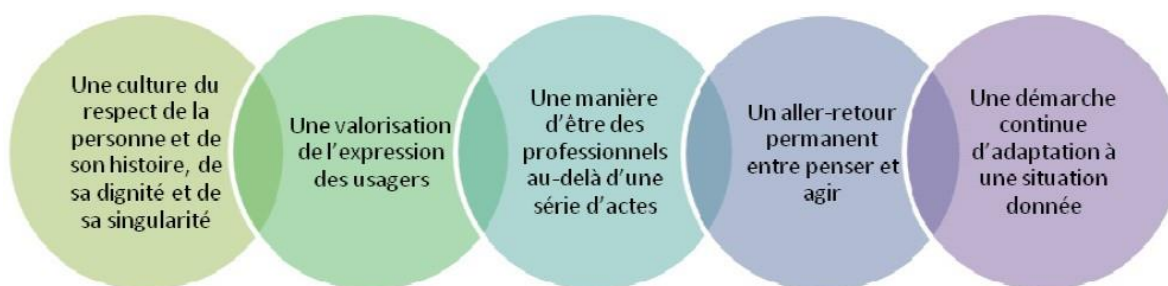 Une culture du
respect de la
personne et de
son histoire, de
sa dignité et de
sa singularité
Une valorisation
de l'expression
des usagers
Une manière
d'être des
professionnels
au-delà d'une
série d'actes
Un aller-retour
permanent
entre penser et
agir
Une démarche
continue
d'adaptation à
une situation
donnée